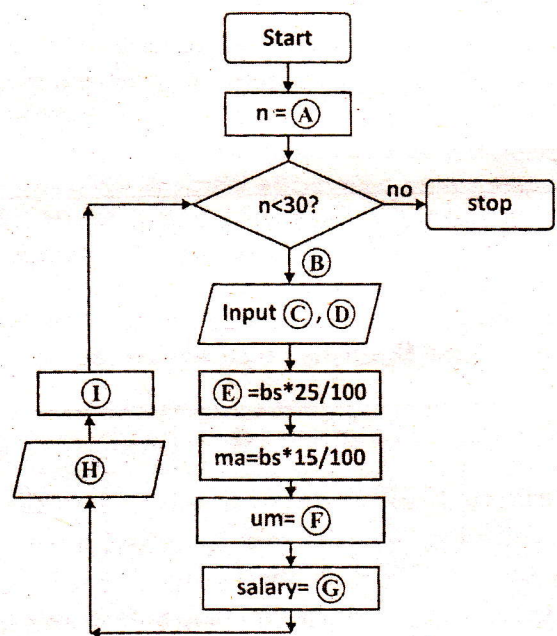 Start
n = Ⓐ
n<30?
no
stop
Ⓑ
Input Ⓒ, Ⓓ
Ⓔ =bs*25/100
ma=bs*15/100
um= Ⓕ
salary= Ⓖ
Ⓗ
Ⓘ